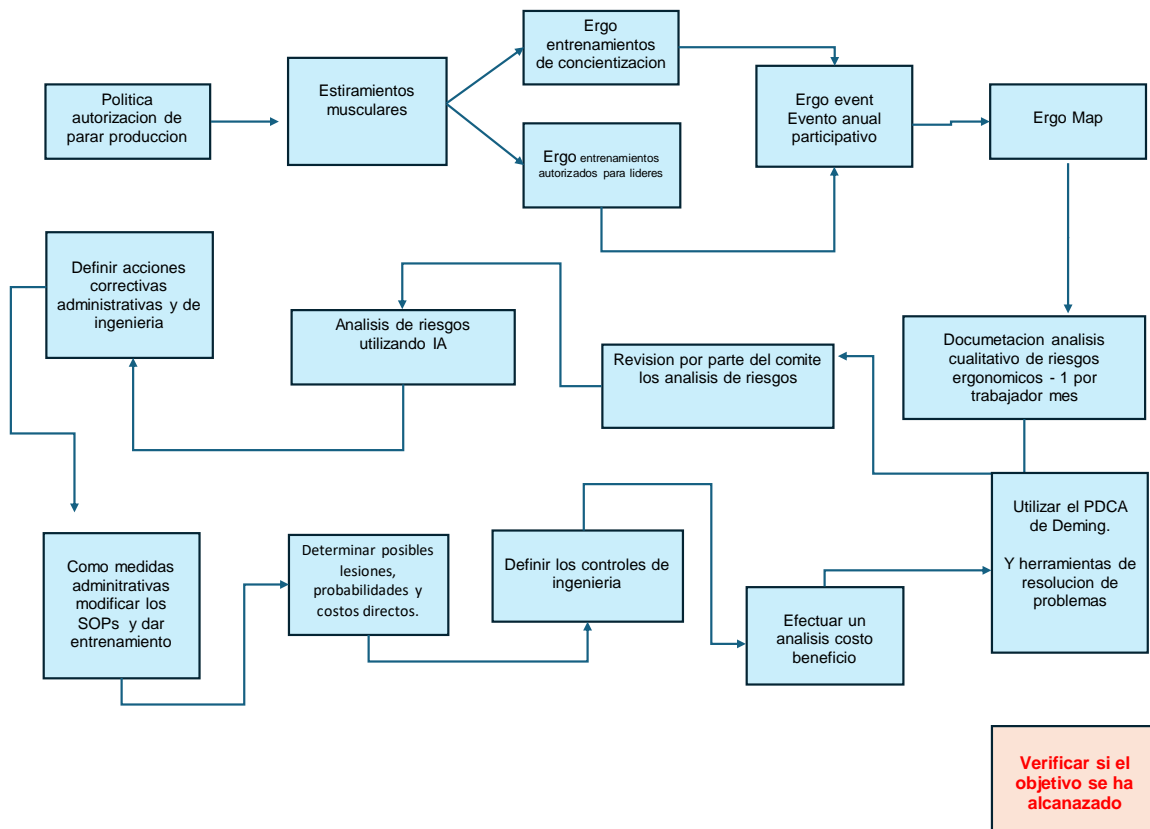 Politica
autorizacion de
parar produccion
Estiramientos
musculares
Ergo
entrenamientos
de concientizacion
Ergo entrenamientos
autorizados para lideres
Ergo event
Evento anual
participativo
Ergo Map
Documetacion analisis
cualitativo de riesgos
ergonomicos - 1 por
trabajador mes
Revision por parte del comite
los analisis de riesgos
Analisis de riesgos
utilizando IA
Definir acciones
correctivas
administrativas y de
ingenieria
Como medidas
adminitrativas
modificar los
SOPs y dar
entrenamiento
Determinar posibles
lesiones,
probabilidades y
costos directos.
Definir los controles de
ingenieria
Efectuar un
analisis costo
beneficio
Utilizar el PDCA
de Deming.
Y herramientas de
resolucion de
problemas
Verificar si el
objetivo se ha
alcanazado